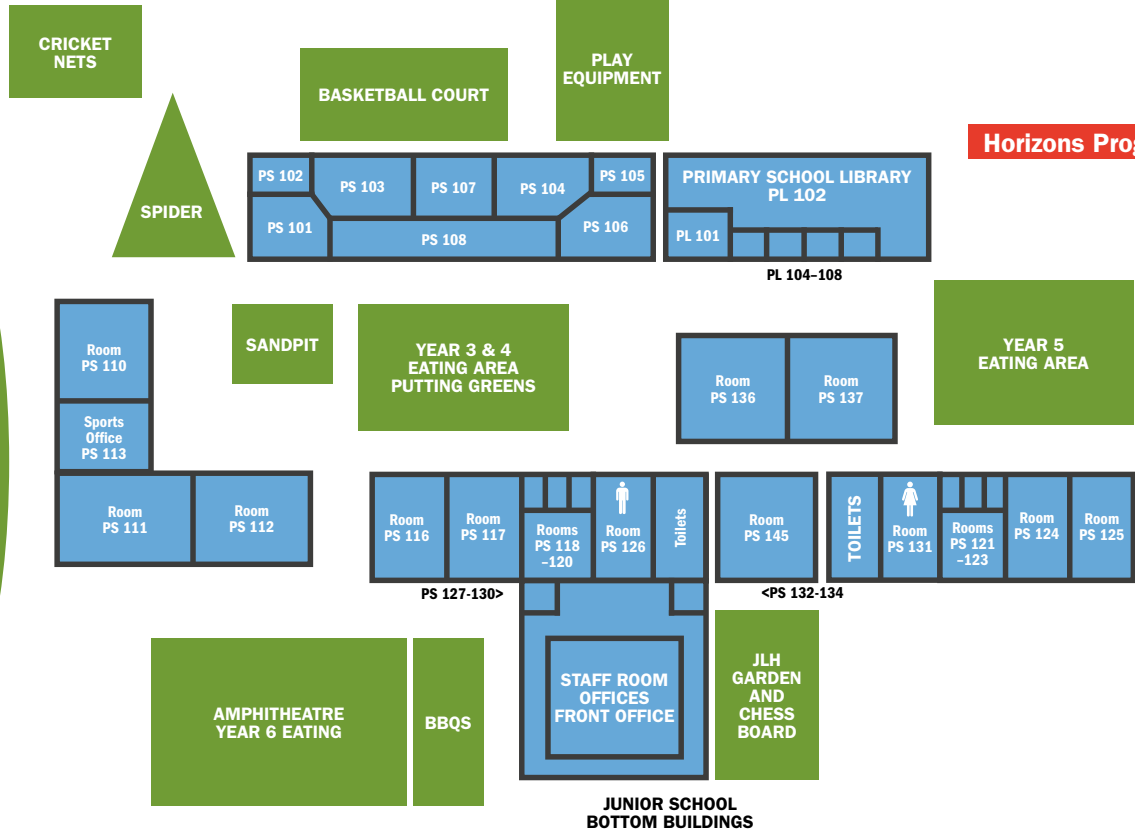 CRICKET
NETS
PLAY
EQUIPMENT
BASKETBALL COURT
Horizons Prog
SPIDER
PS 102
PS 103
PS 107
PS 104
PS 105
PS 101
PS 108
PS 106
PRIMARY SCHOOL LIBRARY
PL 102
PL 101
PL 104–108
Room
PS 110
Sports
Office
PS 113
Room
PS 111
Room
PS 112
SANDPIT
YEAR 3 & 4
EATING AREA
PUTTING GREENS
Room
PS 136
Room
PS 137
YEAR 5
EATING AREA
Room
PS 116
Room
PS 117
Rooms
PS 118
–120
Room
PS 126
Toilets
Room
PS 145
TOILETS
Room
PS 131
Rooms
PS 121
–123
Room
PS 124
Room
PS 125
PS 127-130>
<PS 132-134
AMPHITHEATRE
YEAR 6 EATING
BBQS
STAFF ROOM
OFFICES
FRONT OFFICE
JLH
GARDEN
AND
CHESS
BOARD
JUNIOR SCHOOL
BOTTOM BUILDINGS